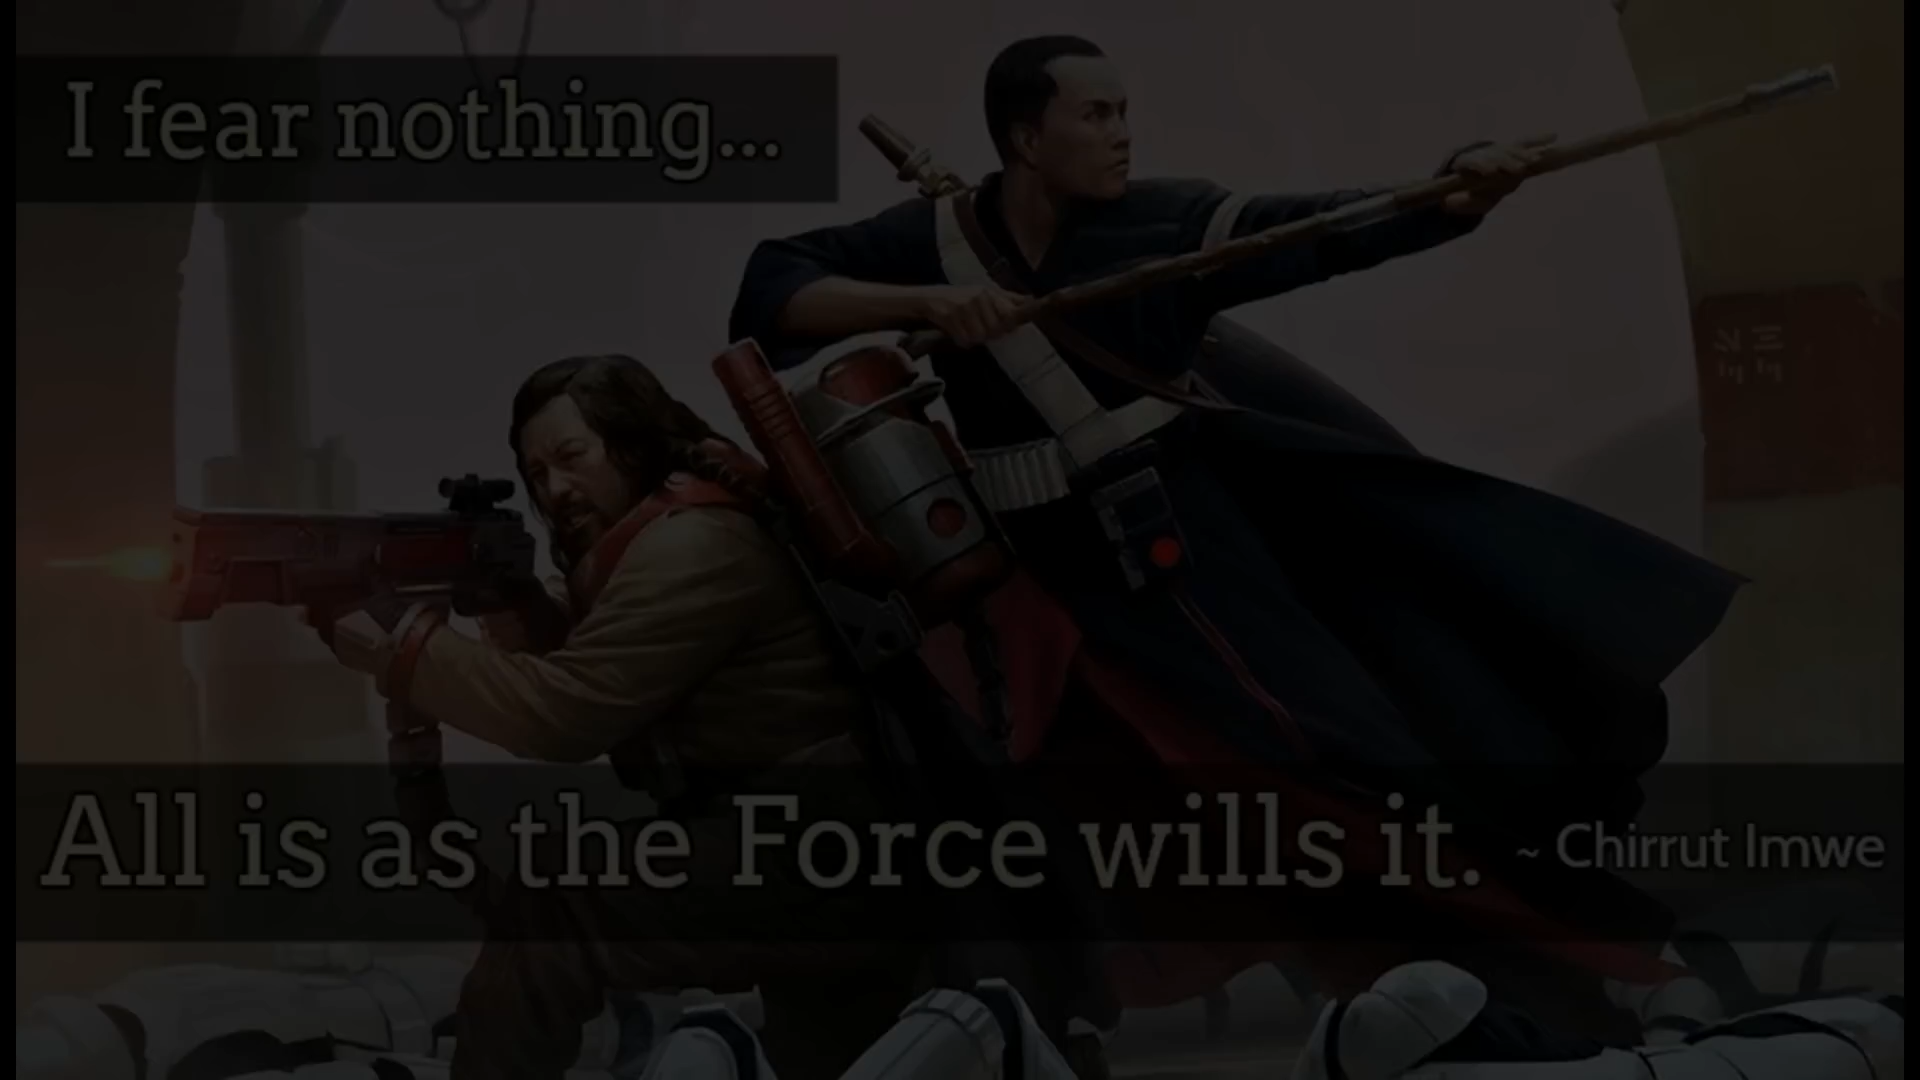 I fear nothing...
All is as the Force wills it. ~ Chirrut Imwe